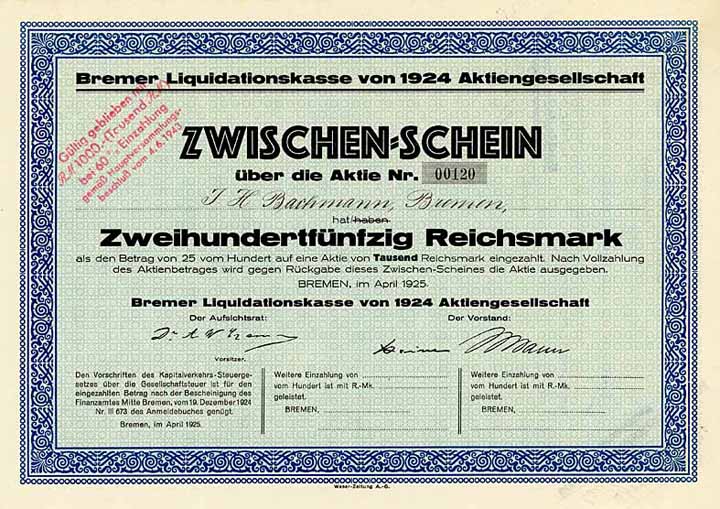 Bremer Liquidationskasse von 1924 Aktiengesellschaft
Gültig geblieben mit
RM 1000.- (Tausend RM)
bei 60% Einzahlung
gemäß Hauptversammlungs-
beschluß vom 4.6.1943
ZWISCHEN-SCHEIN
über die Aktie Nr. 00120
J H Bachmann, Bremen,
hat/haben
Zweihundertfünfzig Reichsmark
als den Betrag von 25 vom Hundert auf eine Aktie von Tausend Reichsmark eingezahlt. Nach Vollzahlung
des Aktienbetrages wird gegen Rückgabe dieses Zwischen-Scheines die Aktie ausgegeben.
BREMEN, im April 1925.
Bremer Liquidationskasse von 1924 Aktiengesellschaft
Der Aufsichtsrat: Der Vorstand:
Vorsitzer.
Den Vorschriften des Kapitalverkehrs-Steuerge-
setzes über die Gesellschaftsteuer ist für den
eingezahlten Betrag nach der Bescheinigung des
Finanzamtes Mitte Bremen, vom 19. Dezember 1924
Nr. III 673 des Anmeldebuches genügt.
Bremen, im April 1925.
Weitere Einzahlung von
vom Hundert ist mit R.-Mk.
geleistet.
BREMEN,
Weitere Einzahlung von
vom Hundert ist mit R.-Mk.
geleistet.
BREMEN,
Weser-Zeitung A.-G.